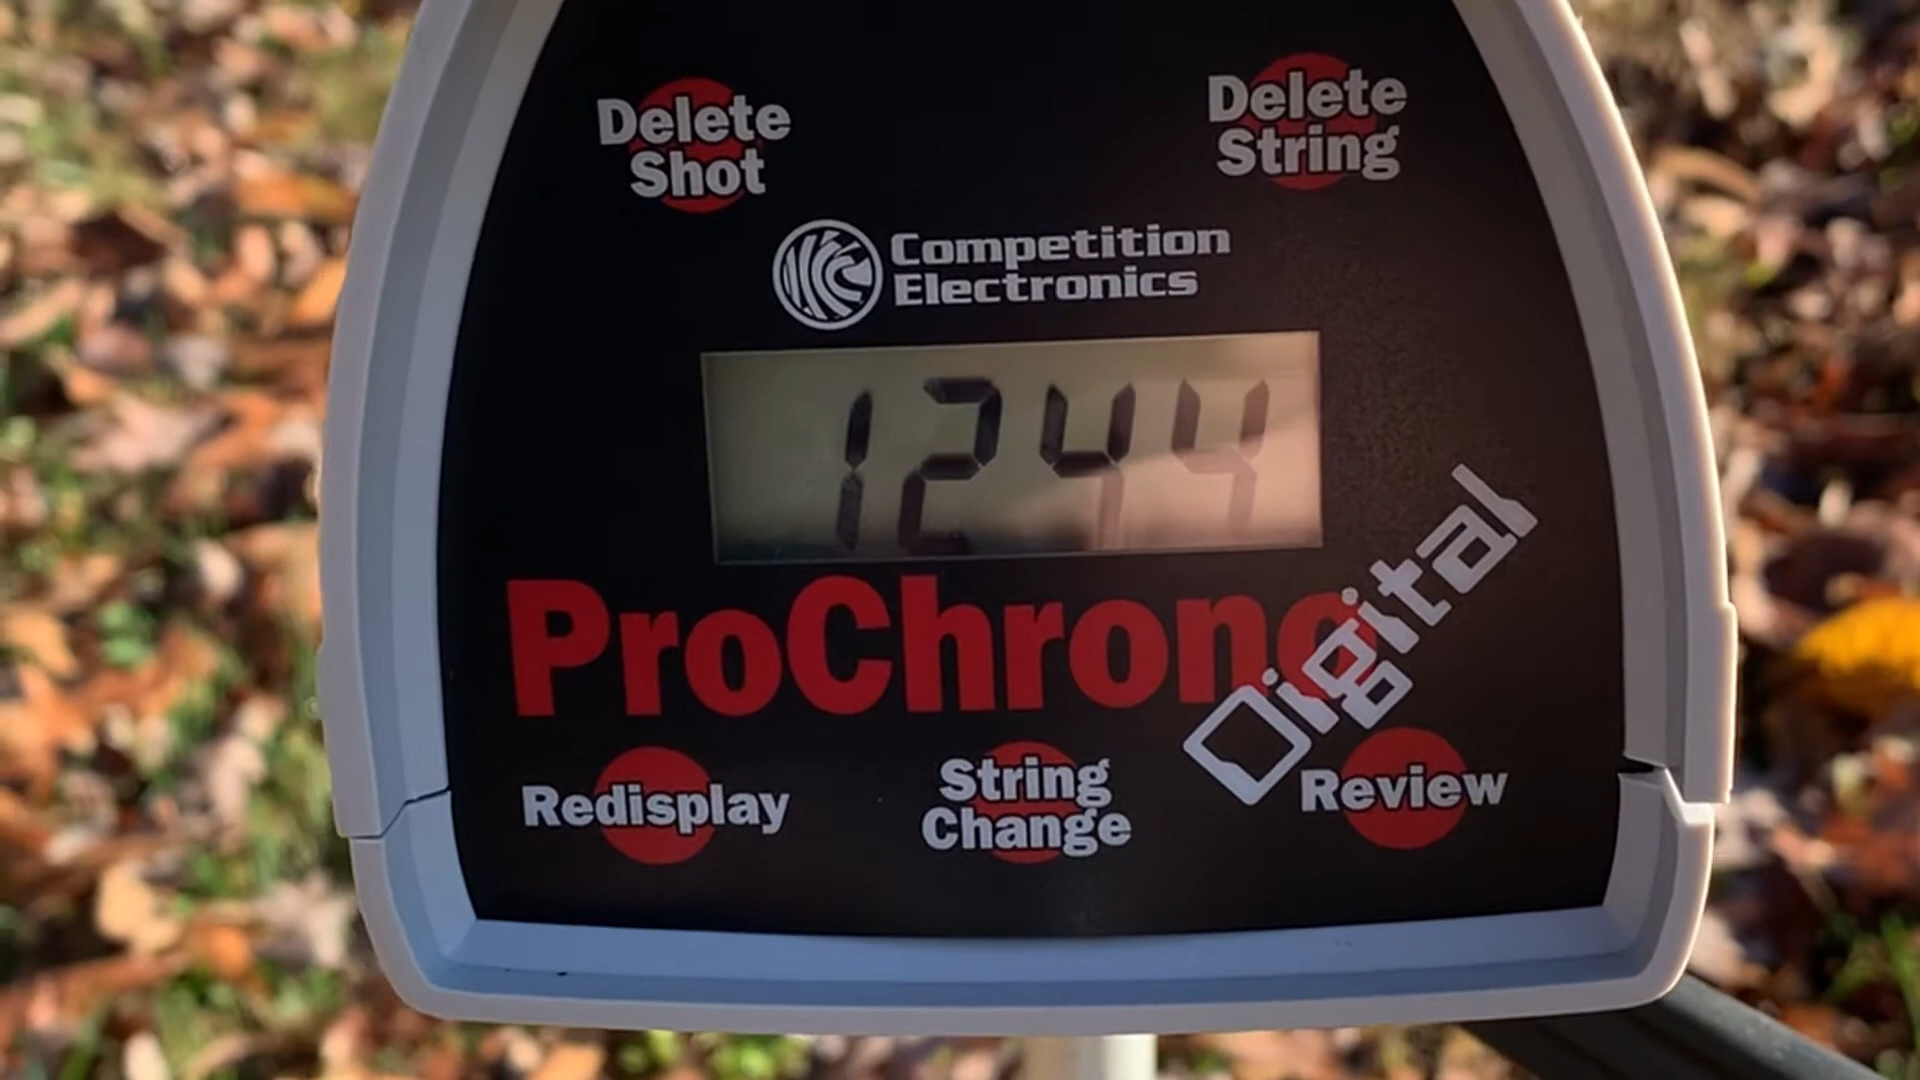 Delete
Shot
Delete
String
Competition
Electronics
1244
ProChrono
Digital
Redisplay
String
Change
Review